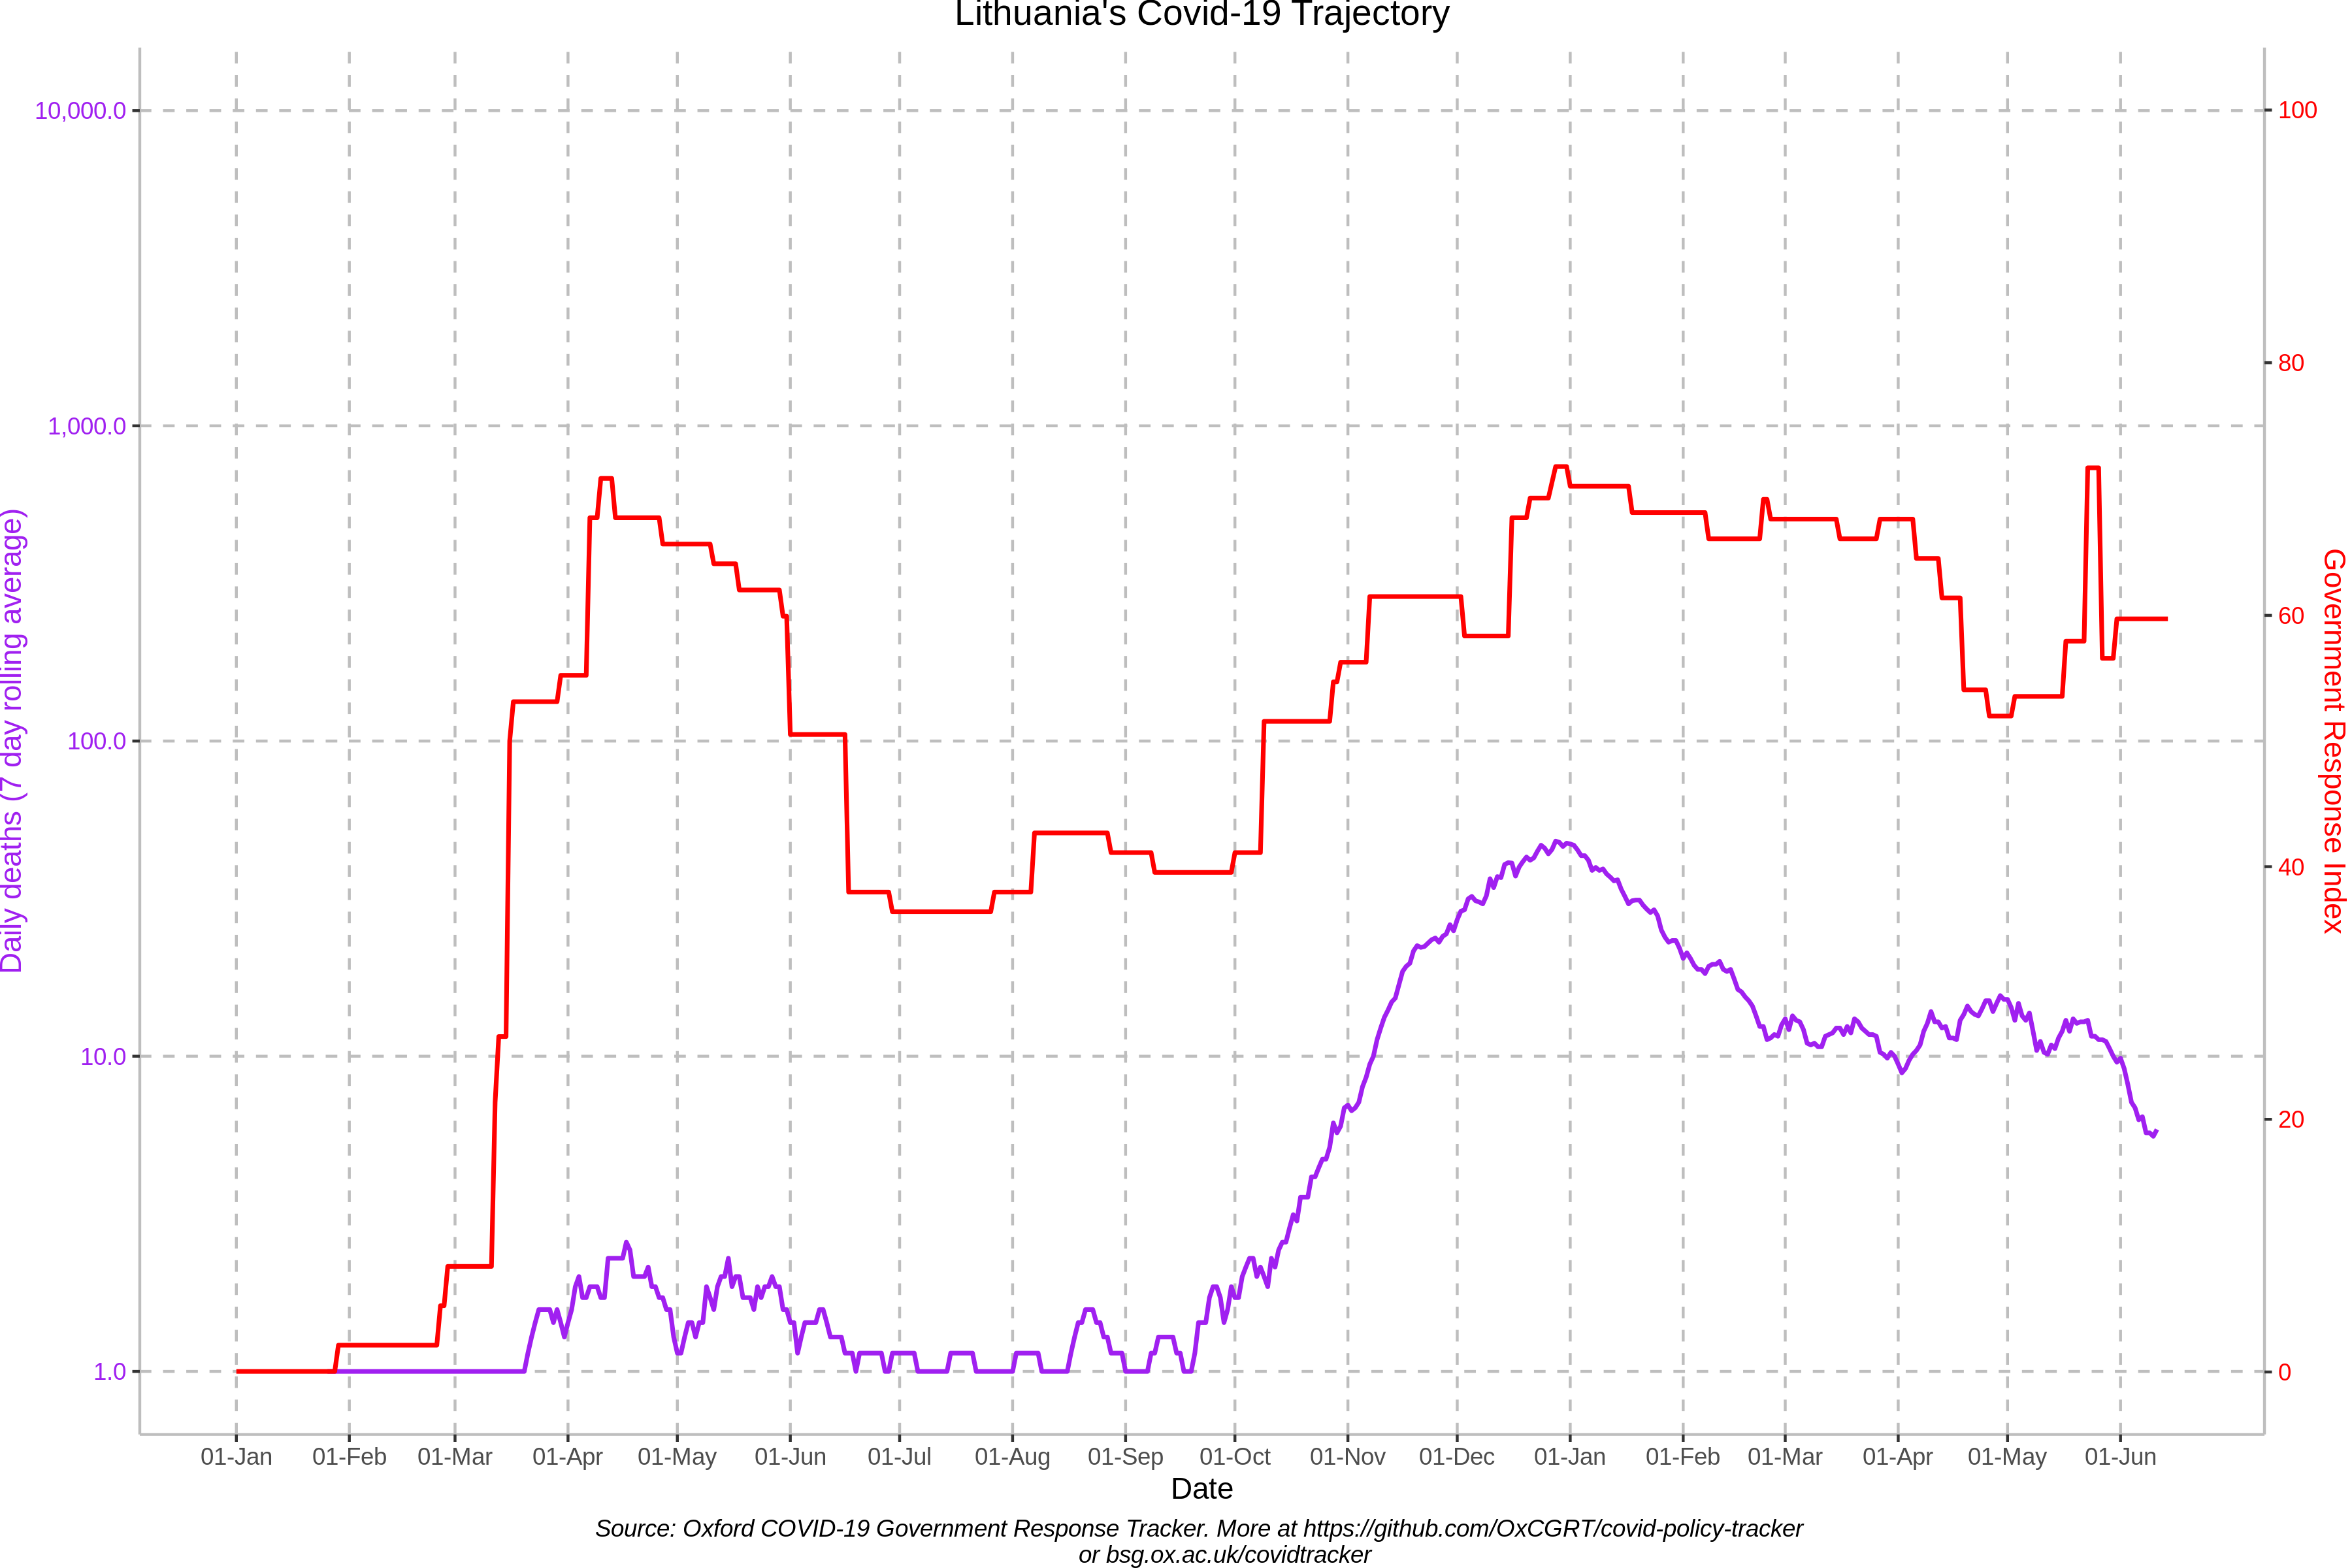 Lithuania's Covid-19 Trajectory
10,000.0
1,000.0
100.0
10.0
1.0
Daily deaths (7 day rolling average)
100
80
60
40
20
0
Government Response Index
01-Jan 01-Feb 01-Mar 01-Apr 01-May 01-Jun 01-Jul 01-Aug 01-Sep 01-Oct 01-Nov 01-Dec 01-Jan 01-Feb 01-Mar 01-Apr 01-May 01-Jun
Date
Source: Oxford COVID-19 Government Response Tracker. More at https://github.com/OxCGRT/covid-policy-tracker
or bsg.ox.ac.uk/covidtracker